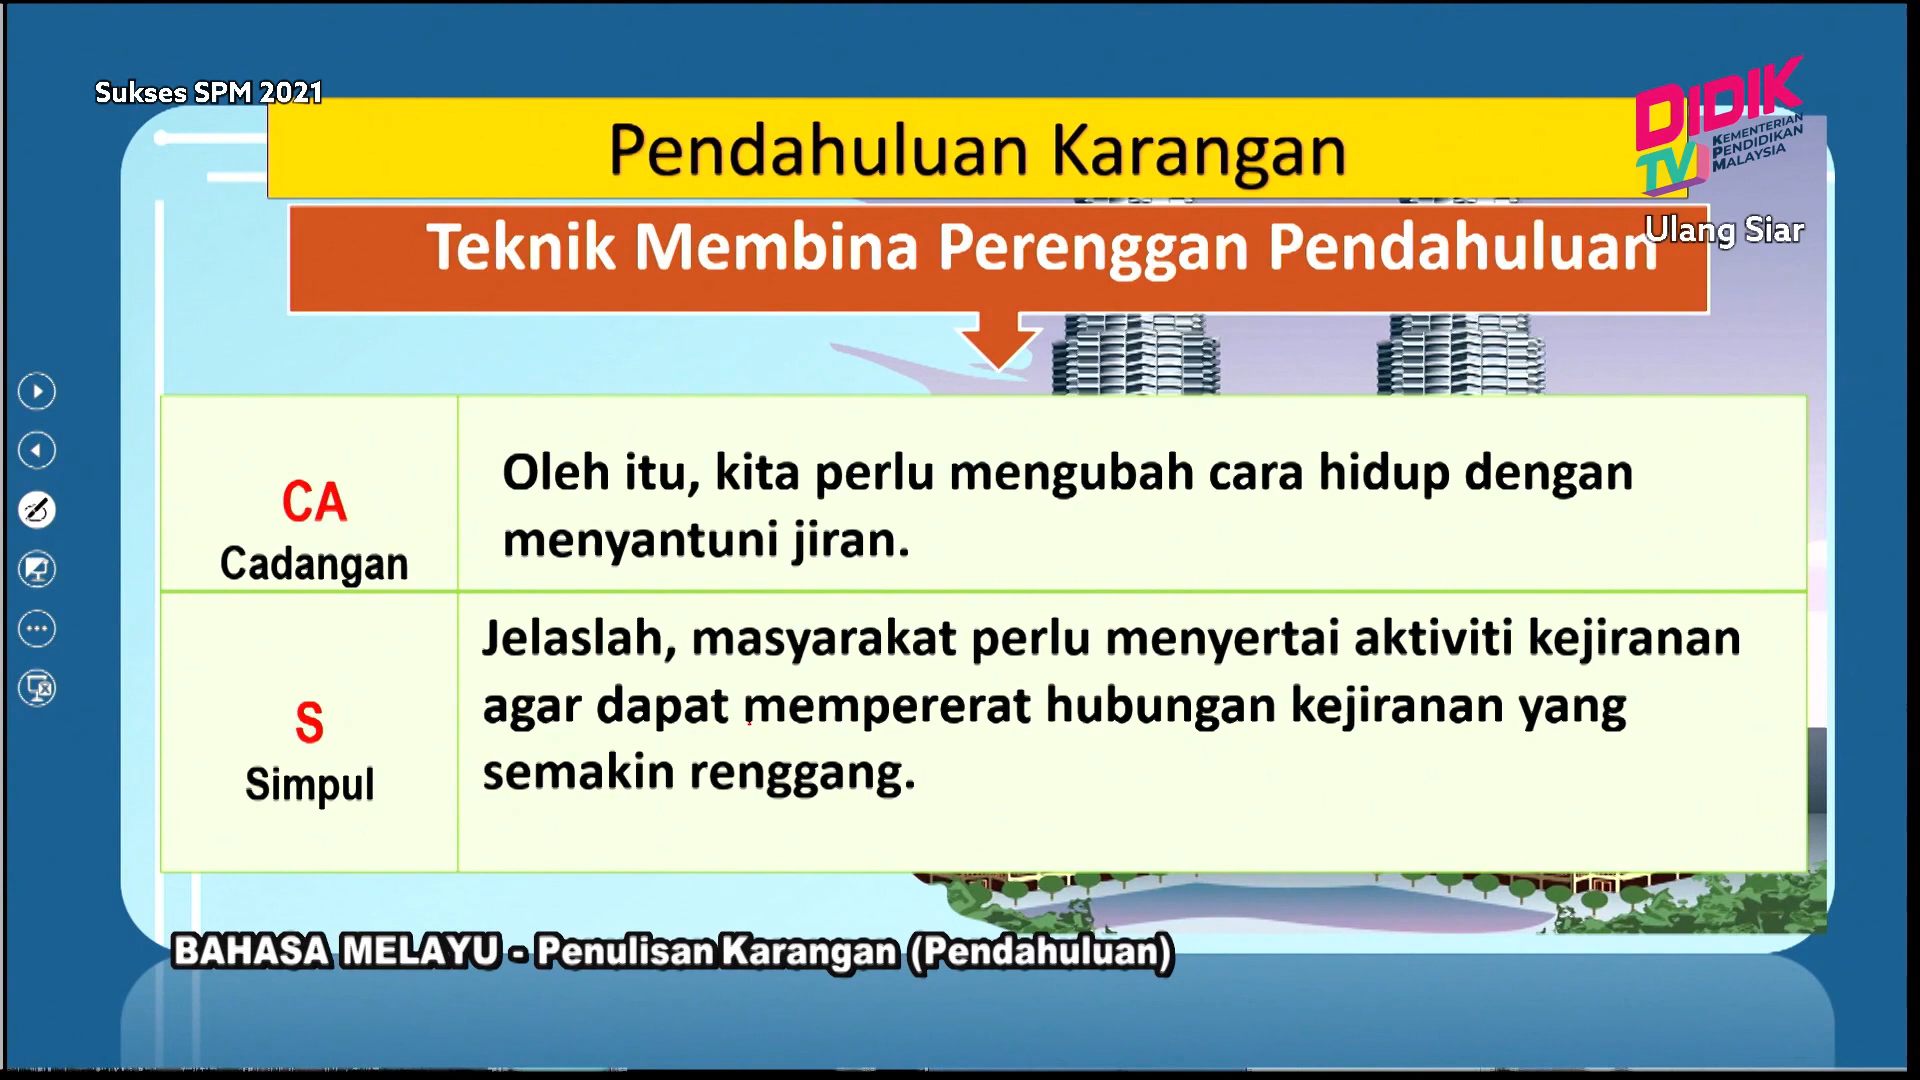 Sukses SPM 2021
DIDIK
TV
KEMENTERIAN
PENDIDIKAN
MALAYSIA
Pendahuluan Karangan
Ulang Siar
Teknik Membina Perenggan Pendahuluan
CA
Cadangan
Oleh itu, kita perlu mengubah cara hidup dengan
menyantuni jiran.
S
Simpul
Jelaslah, masyarakat perlu menyertai aktiviti kejiranan
agar dapat mempererat hubungan kejiranan yang
semakin renggang.
BAHASA MELAYU - Penulisan Karangan (Pendahuluan)